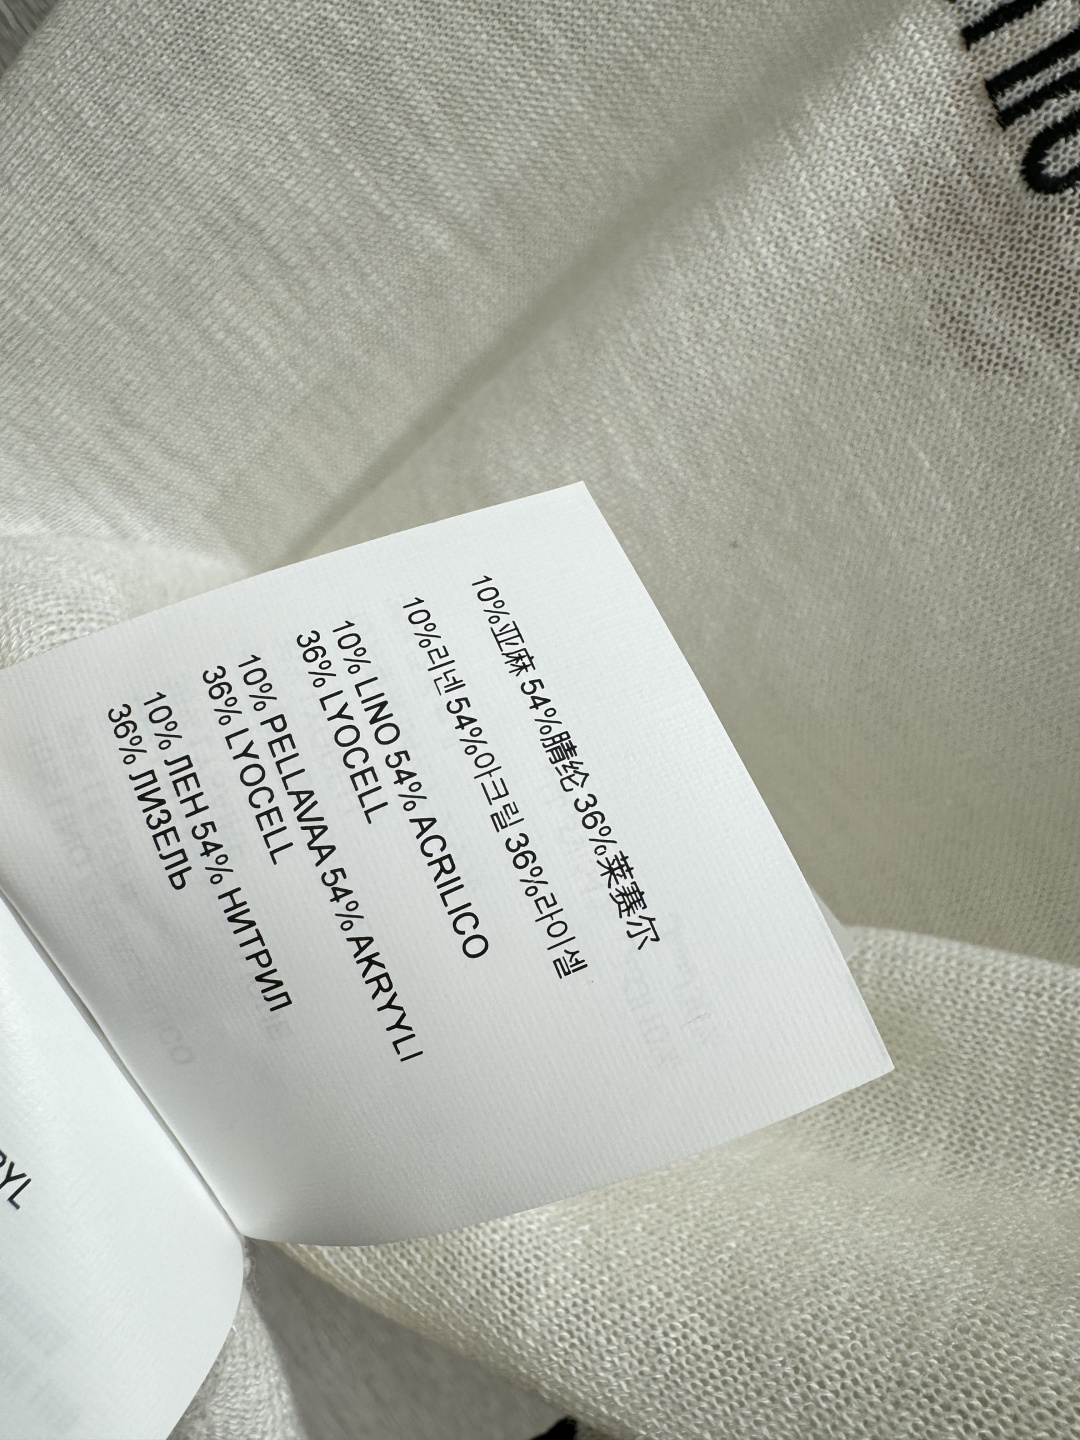 10%亚麻 54%腈纶 36%莱赛尔
10%리넨 54%아크릴 36%라이셀
10% LINO 54% ACRILICO
36% LYOCELL
10% PELLAVAA 54% AKRYYLI
36% LYOCELL
10% ЛЕН 54% НИТРИЛ
36% ЛИЗЕЛЬ